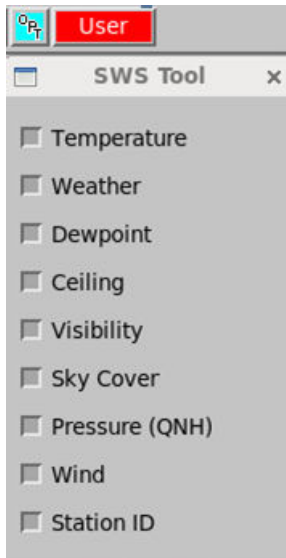 OPT User
SWS Tool
Temperature
Weather
Dewpoint
Ceiling
Visibility
Sky Cover
Pressure (QNH)
Wind
Station ID